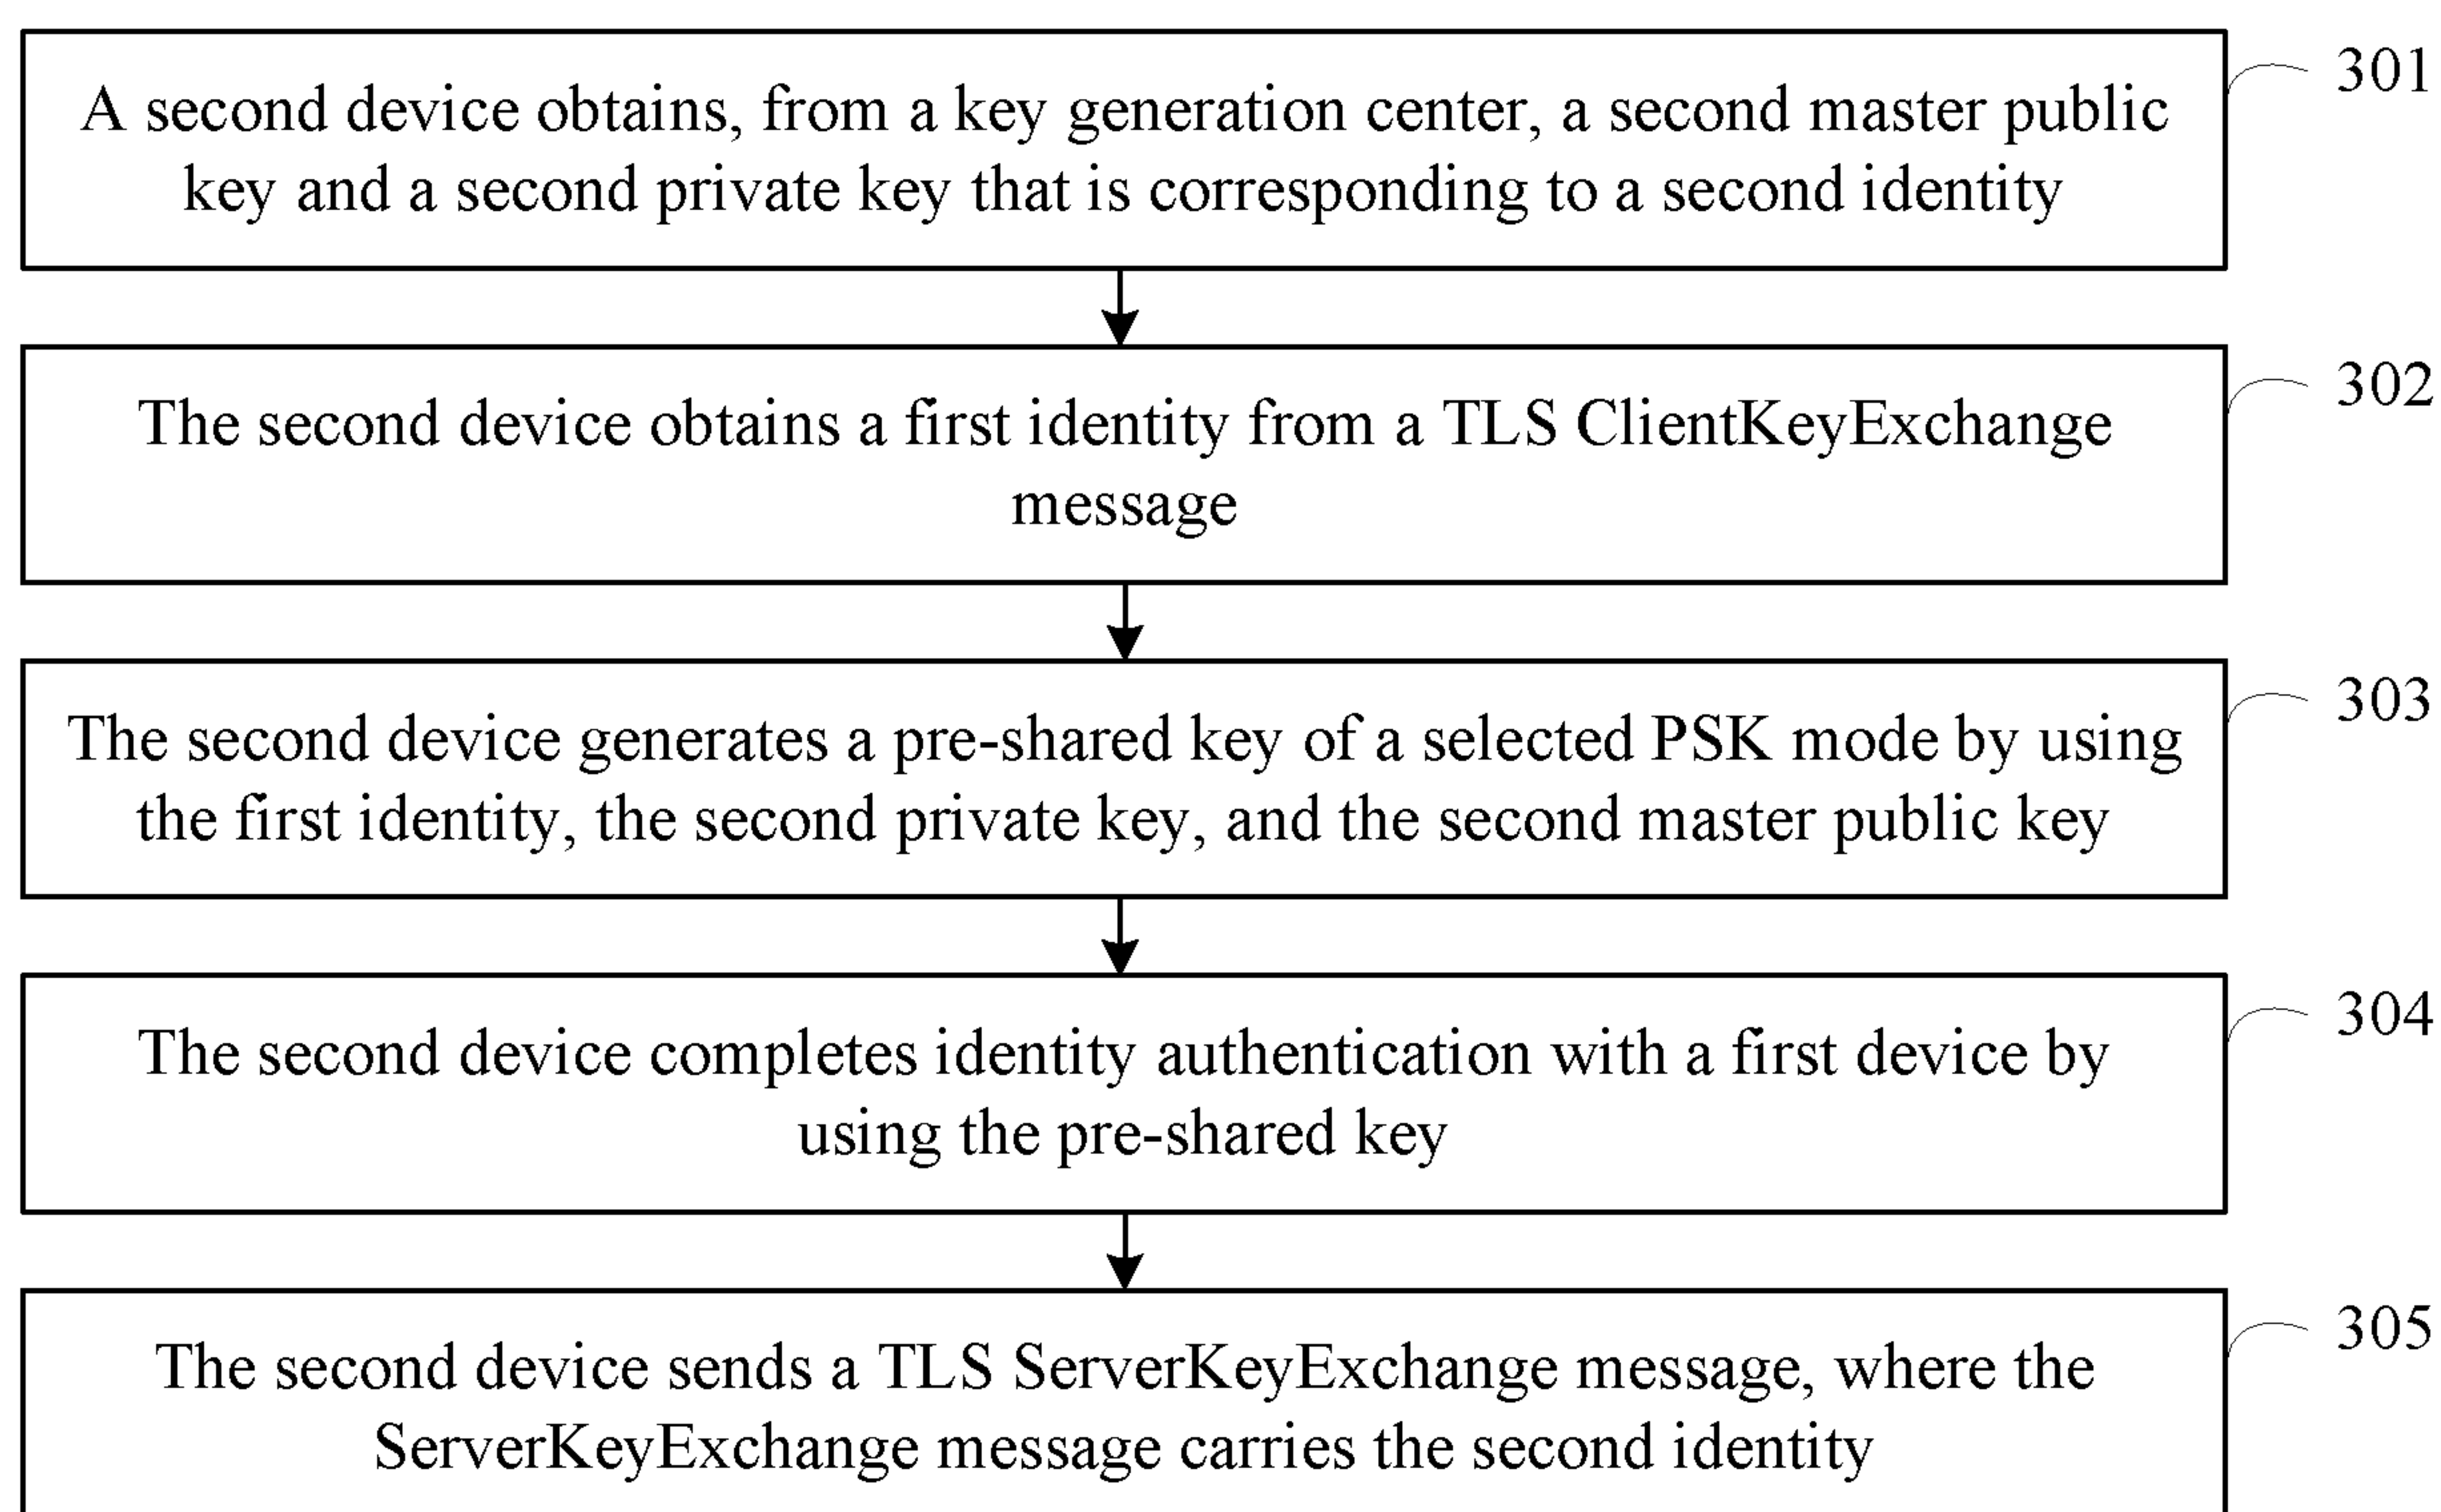 A second device obtains, from a key generation center, a second master public
key and a second private key that is corresponding to a second identity
301
The second device obtains a first identity from a TLS ClientKeyExchange
message
302
The second device generates a pre-shared key of a selected PSK mode by using
the first identity, the second private key, and the second master public key
303
The second device completes identity authentication with a first device by
using the pre-shared key
304
The second device sends a TLS ServerKeyExchange message, where the
ServerKeyExchange message carries the second identity
305